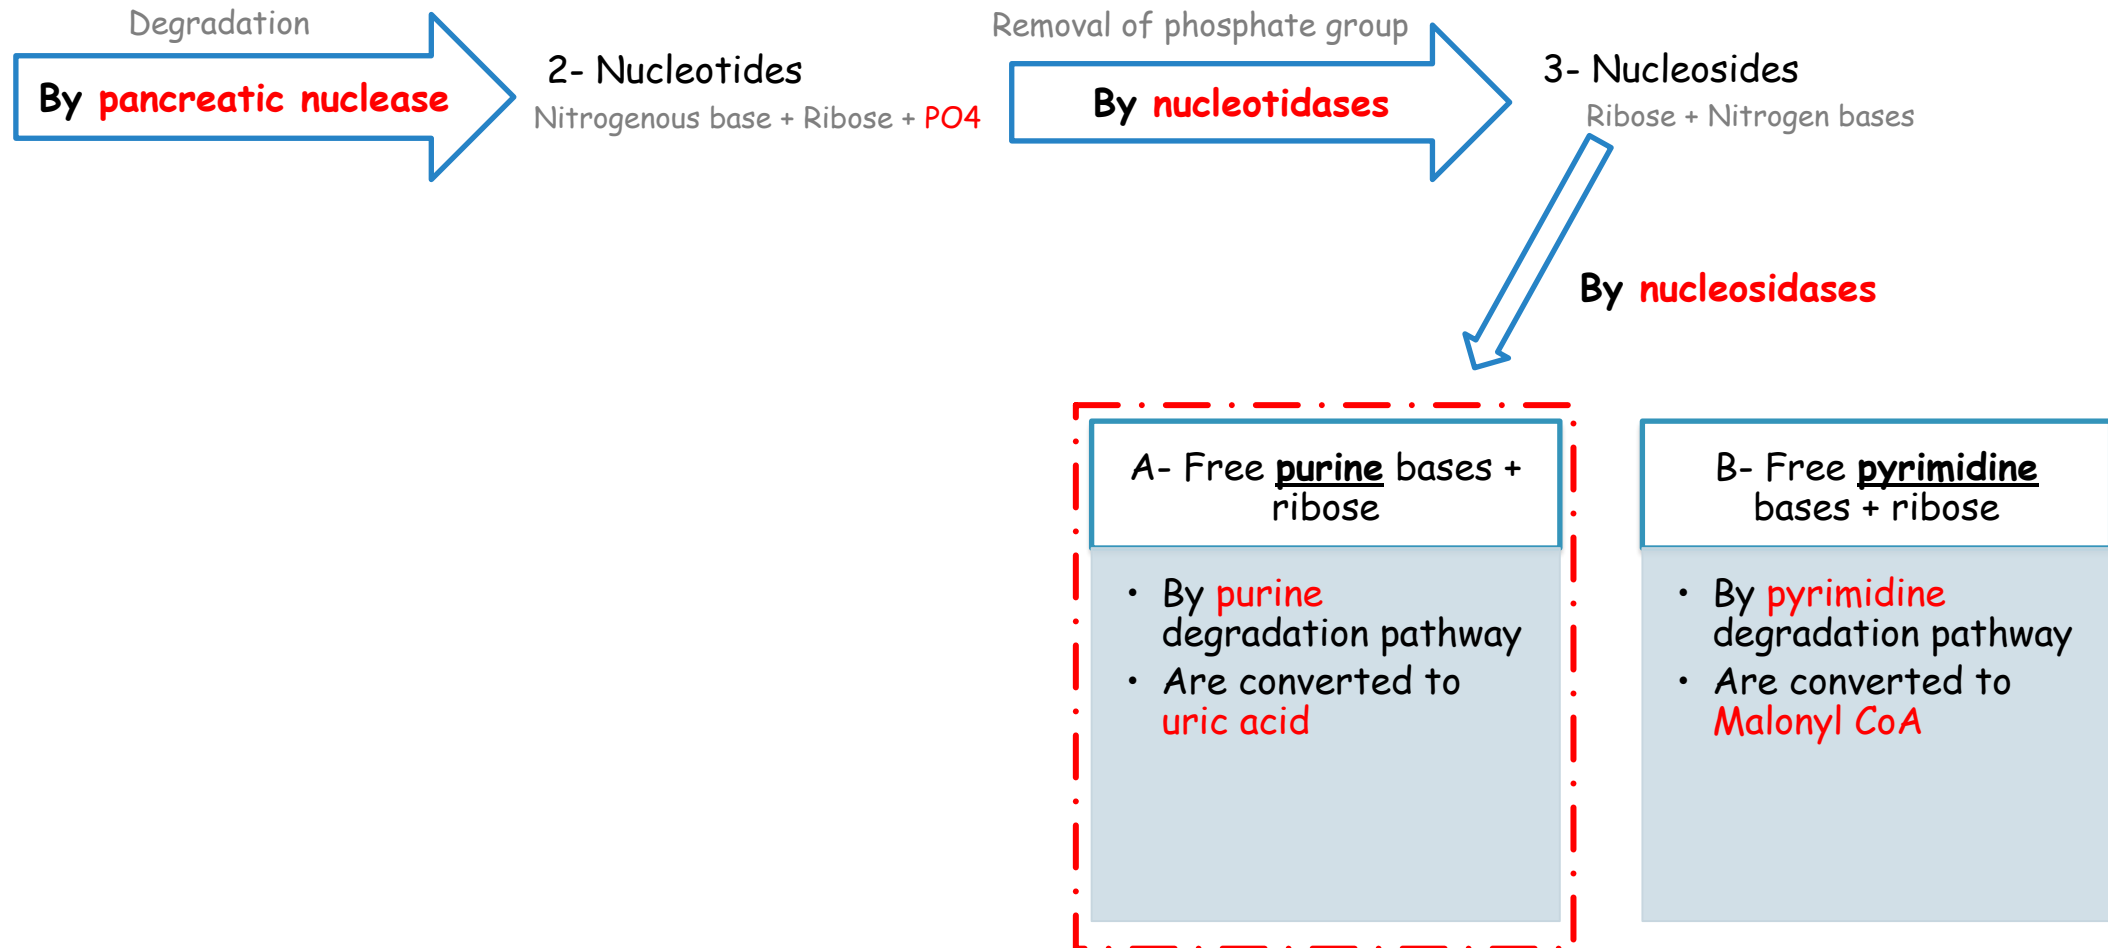 Degradation
By pancreatic nuclease
2- Nucleotides
Nitrogenous base + Ribose + PO4
Removal of phosphate group
By nucleotidases
3- Nucleosides
Ribose + Nitrogen bases
By nucleosidases
A- Free purine bases +
ribose
• By purine
degradation pathway
• Are converted to
uric acid
B- Free pyrimidine
bases + ribose
• By pyrimidine
degradation pathway
• Are converted to
Malonyl CoA